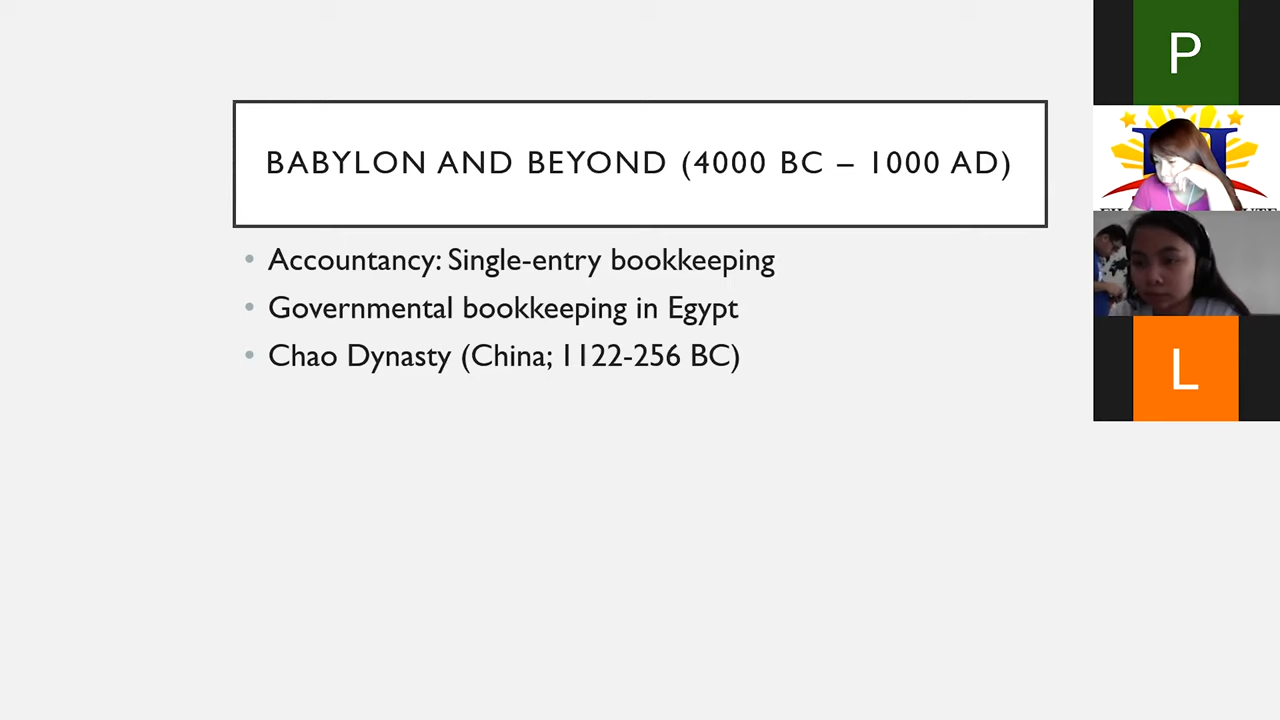 BABYLON AND BEYOND (4000 BC – 1000 AD)
• Accountancy: Single-entry bookkeeping
• Governmental bookkeeping in Egypt
• Chao Dynasty (China; 1122-256 BC)
P
L